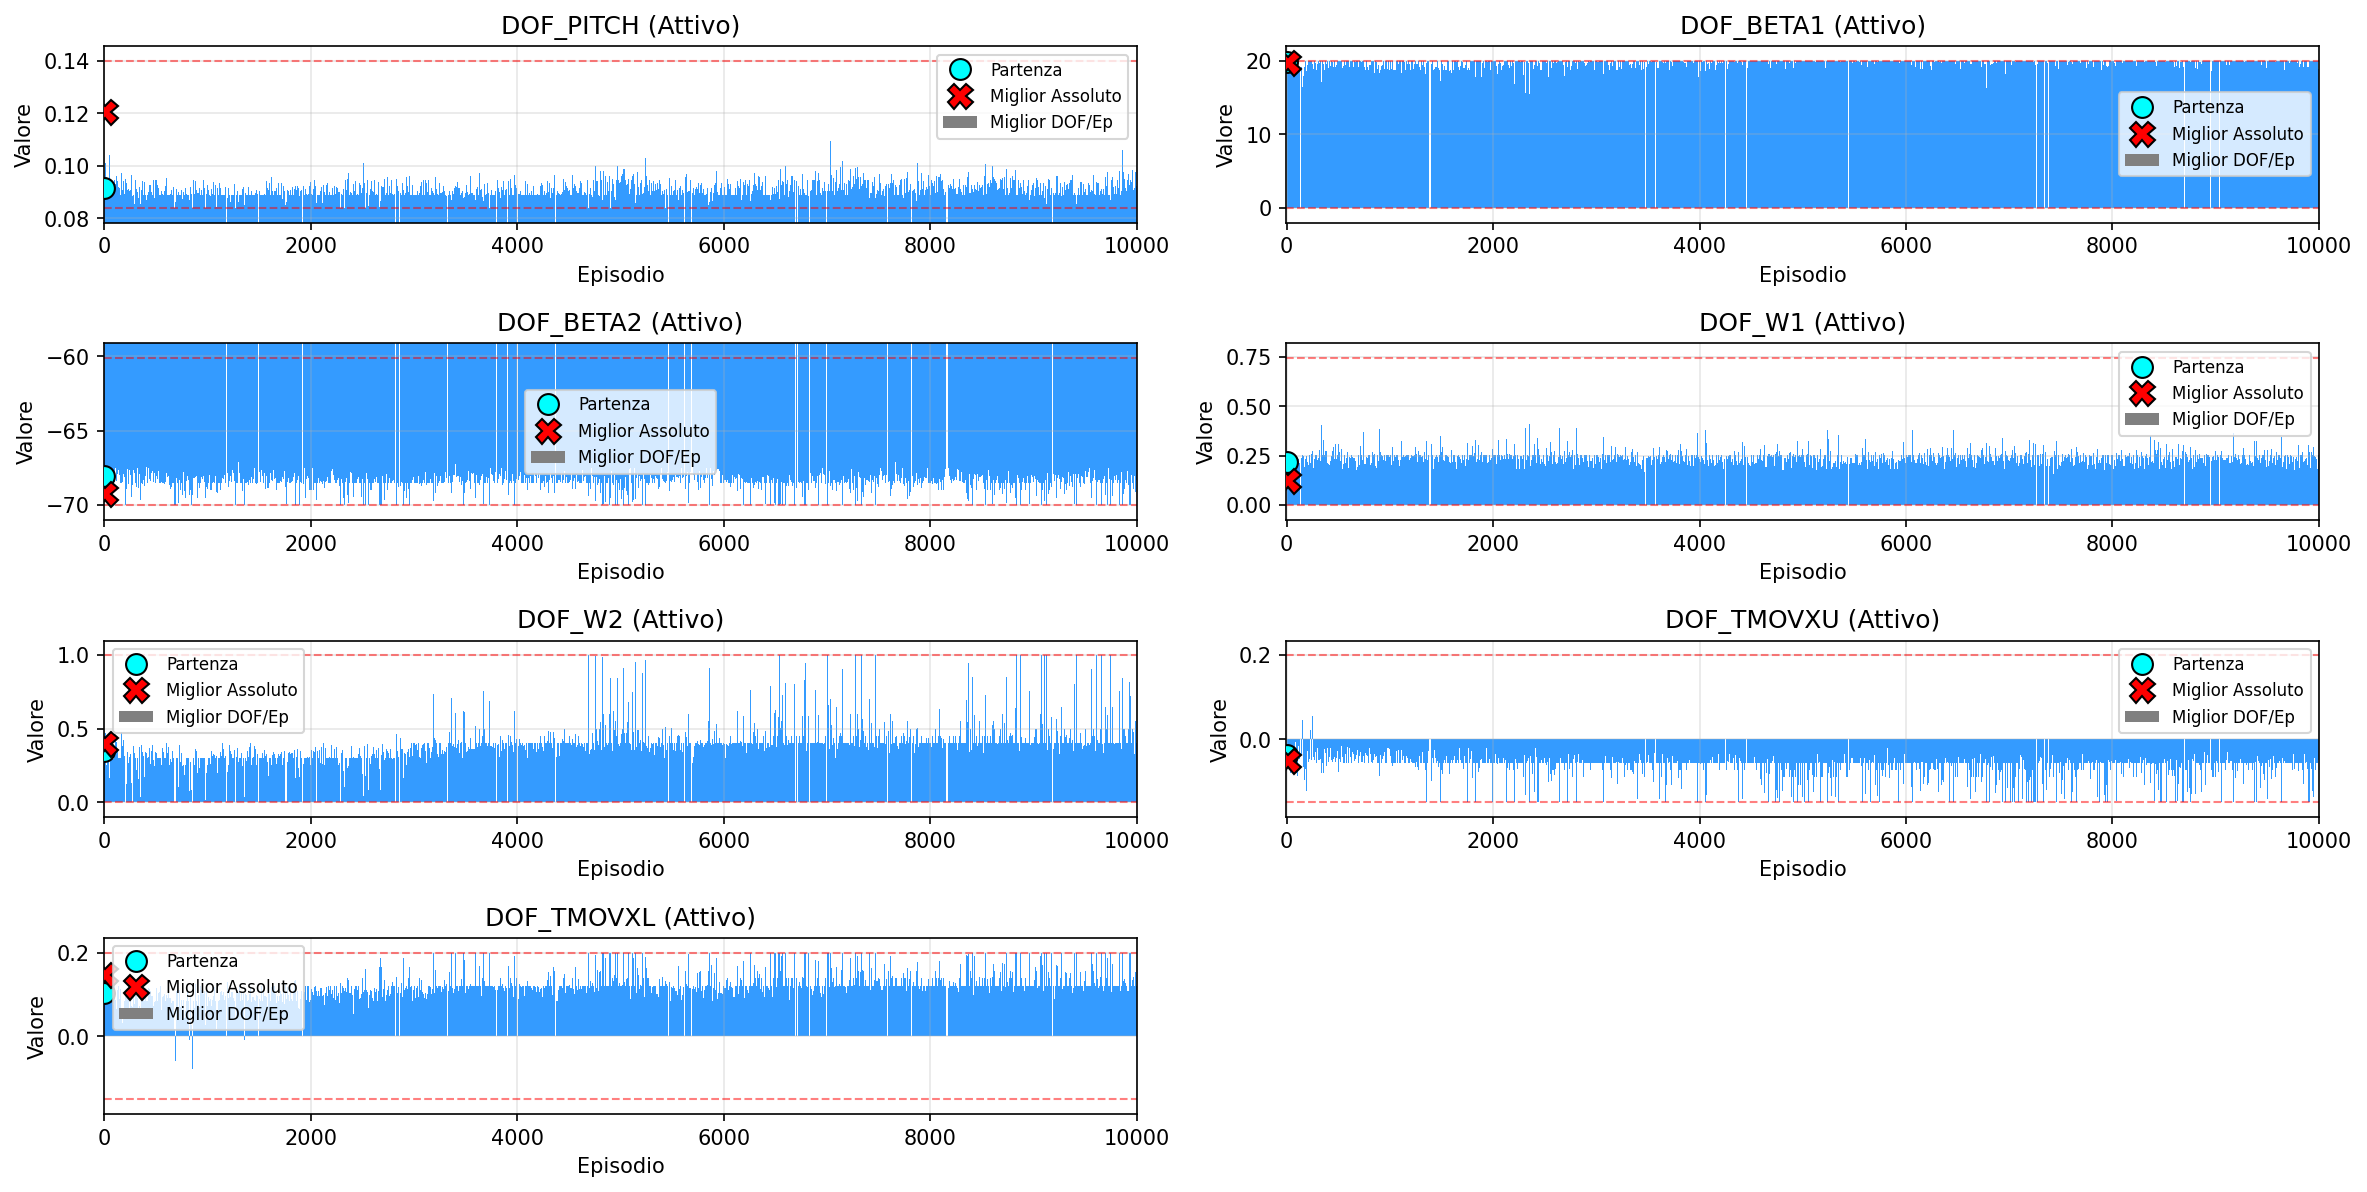 DOF_PITCH (Attivo)
Valore
0.14
0.12
0.10
0.08
Partenza
Miglior Assoluto
Miglior DOF/Ep
0 2000 4000 6000 8000 10000
Episodio
DOF_BETA1 (Attivo)
Valore
20
10
0
Partenza
Miglior Assoluto
Miglior DOF/Ep
0 2000 4000 6000 8000 10000
Episodio
DOF_BETA2 (Attivo)
Valore
−60
−65
−70
Partenza
Miglior Assoluto
Miglior DOF/Ep
0 2000 4000 6000 8000 10000
Episodio
DOF_W1 (Attivo)
Valore
0.75
0.50
0.25
0.00
Partenza
Miglior Assoluto
Miglior DOF/Ep
0 2000 4000 6000 8000 10000
Episodio
DOF_W2 (Attivo)
Valore
1.0
0.5
0.0
Partenza
Miglior Assoluto
Miglior DOF/Ep
0 2000 4000 6000 8000 10000
Episodio
DOF_TMOVXU (Attivo)
Valore
0.2
0.0
Partenza
Miglior Assoluto
Miglior DOF/Ep
0 2000 4000 6000 8000 10000
Episodio
DOF_TMOVXL (Attivo)
Valore
0.2
0.0
Partenza
Miglior Assoluto
Miglior DOF/Ep
0 2000 4000 6000 8000 10000
Episodio